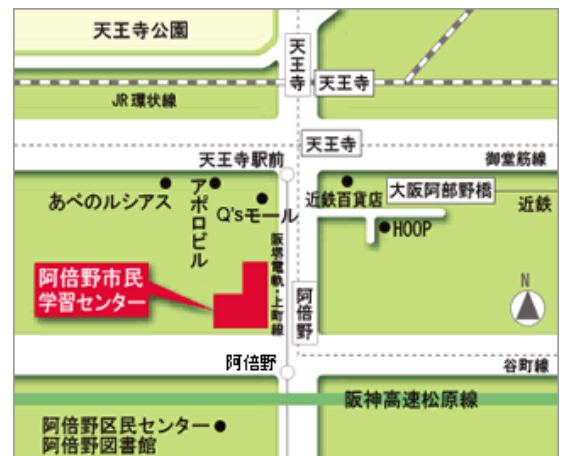 天王寺公園
天王寺
天王寺
JR環状線
天王寺
天王寺駅前
御堂筋線
あべのルシアス
アポロビル
Q'sモール
近鉄百貨店
大阪阿部野橋
近鉄
HOOP
阪堺電軌・上町線
阿倍野市民
学習センター
阿倍野
N
阿倍野
谷町線
阪神高速松原線
阿倍野区民センター
阿倍野図書館